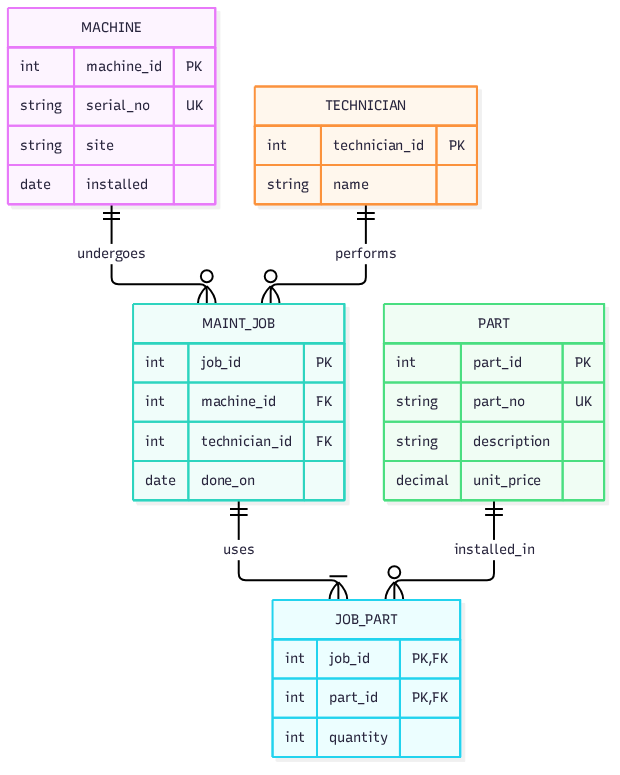 MACHINE
int machine_id PK
string serial_no UK
string site
date installed
TECHNICIAN
int technician_id PK
string name
undergoes
performs
MAINT_JOB
int job_id PK
int machine_id FK
int technician_id FK
date done_on
PART
int part_id PK
string part_no UK
string description
decimal unit_price
uses
installed_in
JOB_PART
int job_id PK,FK
int part_id PK,FK
int quantity